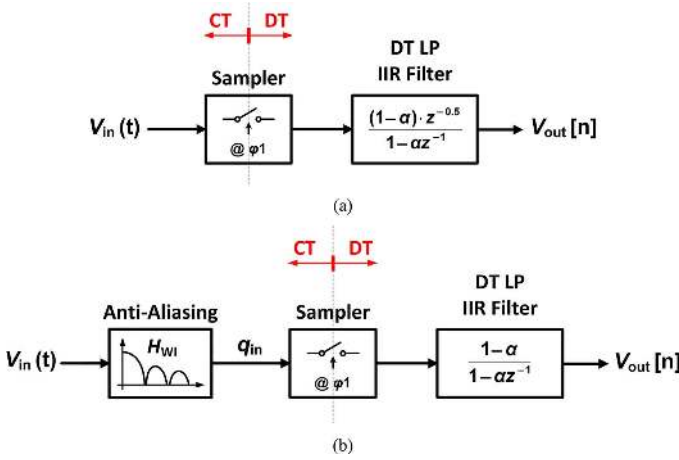 CT DT
DT LP
IIR Filter
Sampler
V_in (t)
@ φ1
(1−α)· z^−0.5
1−αz^−1
V_out [n]
(a)
CT DT
DT LP
IIR Filter
Anti-Aliasing
Sampler
V_in (t)
H_WI
q_in
@ φ1
1−α
1−αz^−1
V_out [n]
(b)